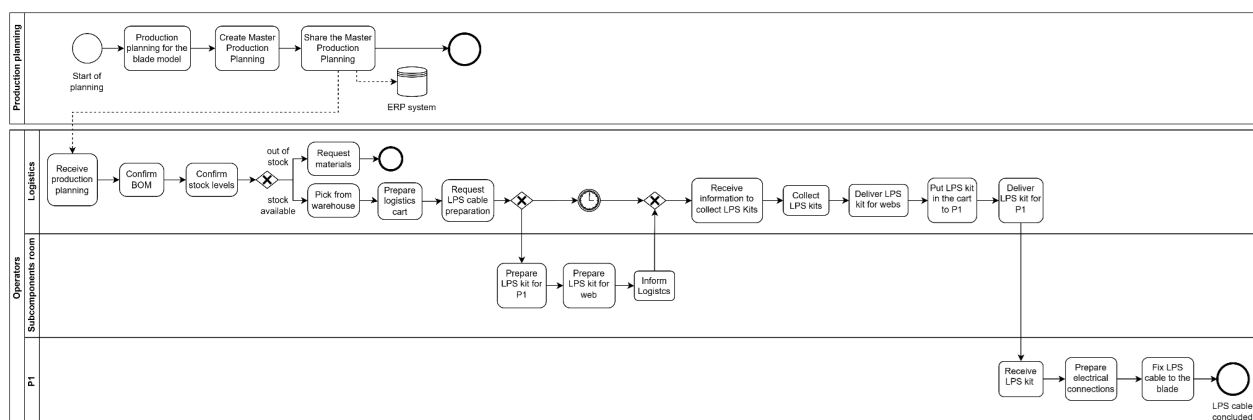 Production planning
Start of
planning
Production
planning for the
blade model
Create Master
Production
Planning
Share the Master
Production
Planning
ERP system
Operators
Logistics
Receive
production
planning
Confirm
BOM
Confirm
stock levels
out of
stock
stock
available
Request
materials
Pick from
warehouse
Prepare
logistics
cart
Request
LPS cable
preparation
Receive
information to
collect LPS Kits
Collect
LPS kits
Deliver LPS
kit for webs
Put LPS kit
in the cart
to P1
Deliver
LPS kit for
P1
Subcomponents room
Prepare
LPS kit for
P1
Prepare
LPS kit for
web
Inform
Logistcs
P1
Receive
LPS kit
Prepare
electrical
connections
Fix LPS
cable to the
blade
LPS cable
concluded